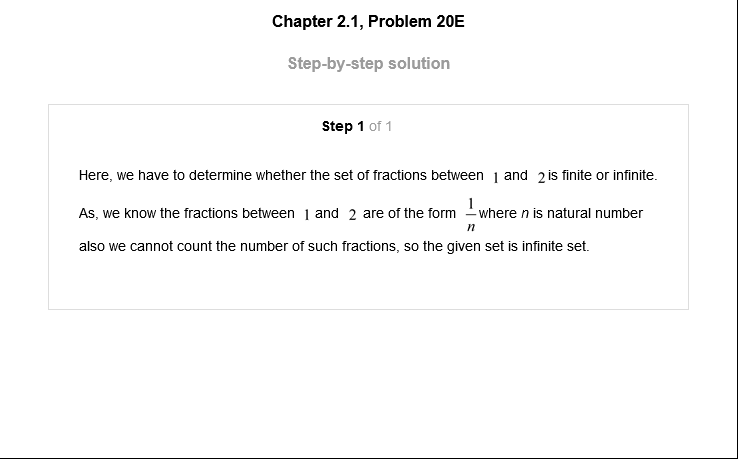 Chapter 2.1, Problem 20E
Step-by-step solution
Step 1 of 1
Here, we have to determine whether the set of fractions between 1 and 2 is finite or infinite.
As, we know the fractions between 1 and 2 are of the form 1/n where n is natural number
also we cannot count the number of such fractions, so the given set is infinite set.